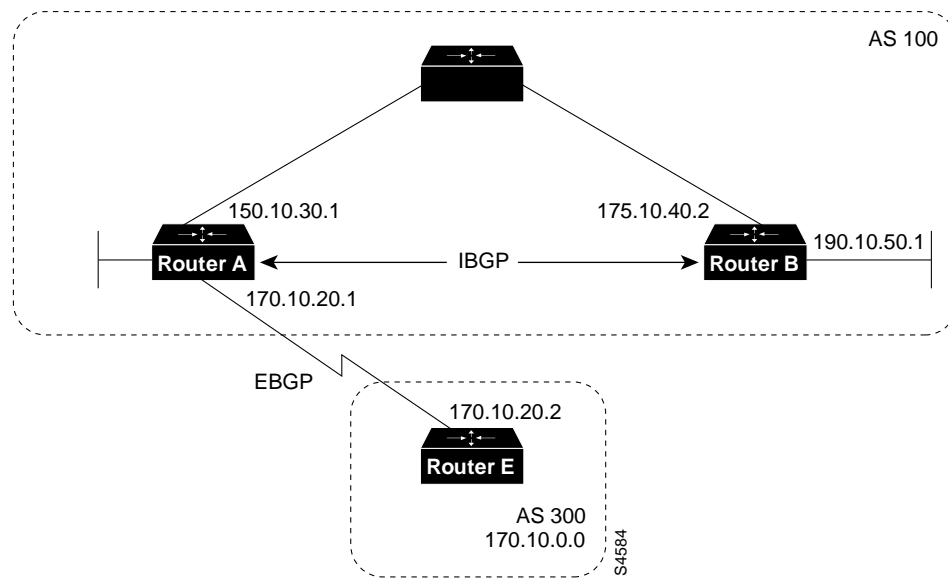 AS 100
150.10.30.1
175.10.40.2
190.10.50.1
Router A
IBGP
Router B
170.10.20.1
EBGP
170.10.20.2
Router E
AS 300
170.10.0.0
S4584